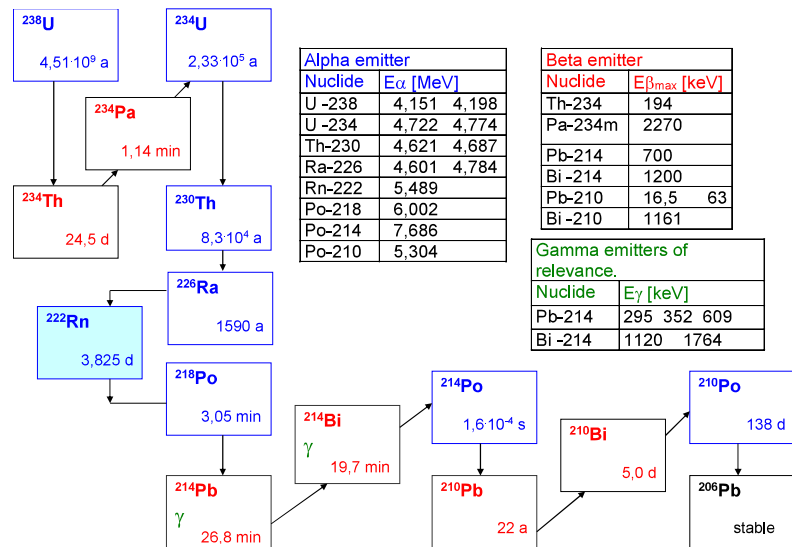 ²³⁸U
4,51·10⁹ a
²³⁴U
2,33·10⁵ a
²³⁴Pa
1,14 min
²³⁴Th
24,5 d
²³⁰Th
8,3·10⁴ a
²²⁶Ra
1590 a
²²²Rn
3,825 d
²¹⁸Po
3,05 min
²¹⁴Pb
γ
26,8 min
²¹⁴Bi
γ
19,7 min
²¹⁴Po
1,6·10⁻⁴ s
²¹⁰Pb
22 a
²¹⁰Bi
5,0 d
²¹⁰Po
138 d
²⁰⁶Pb
stable
Alpha emitter
Nuclide Eα [MeV]
U -238 4,151 4,198
U -234 4,722 4,774
Th-230 4,621 4,687
Ra-226 4,601 4,784
Rn-222 5,489
Po-218 6,002
Po-214 7,686
Po-210 5,304
Beta emitter
Nuclide Eβmax [keV]
Th-234 194
Pa-234m 2270
Pb-214 700
Bi -214 1200
Pb-210 16,5 63
Bi -210 1161
Gamma emitters of
relevance.
Nuclide Eγ [keV]
Pb-214 295 352 609
Bi -214 1120 1764